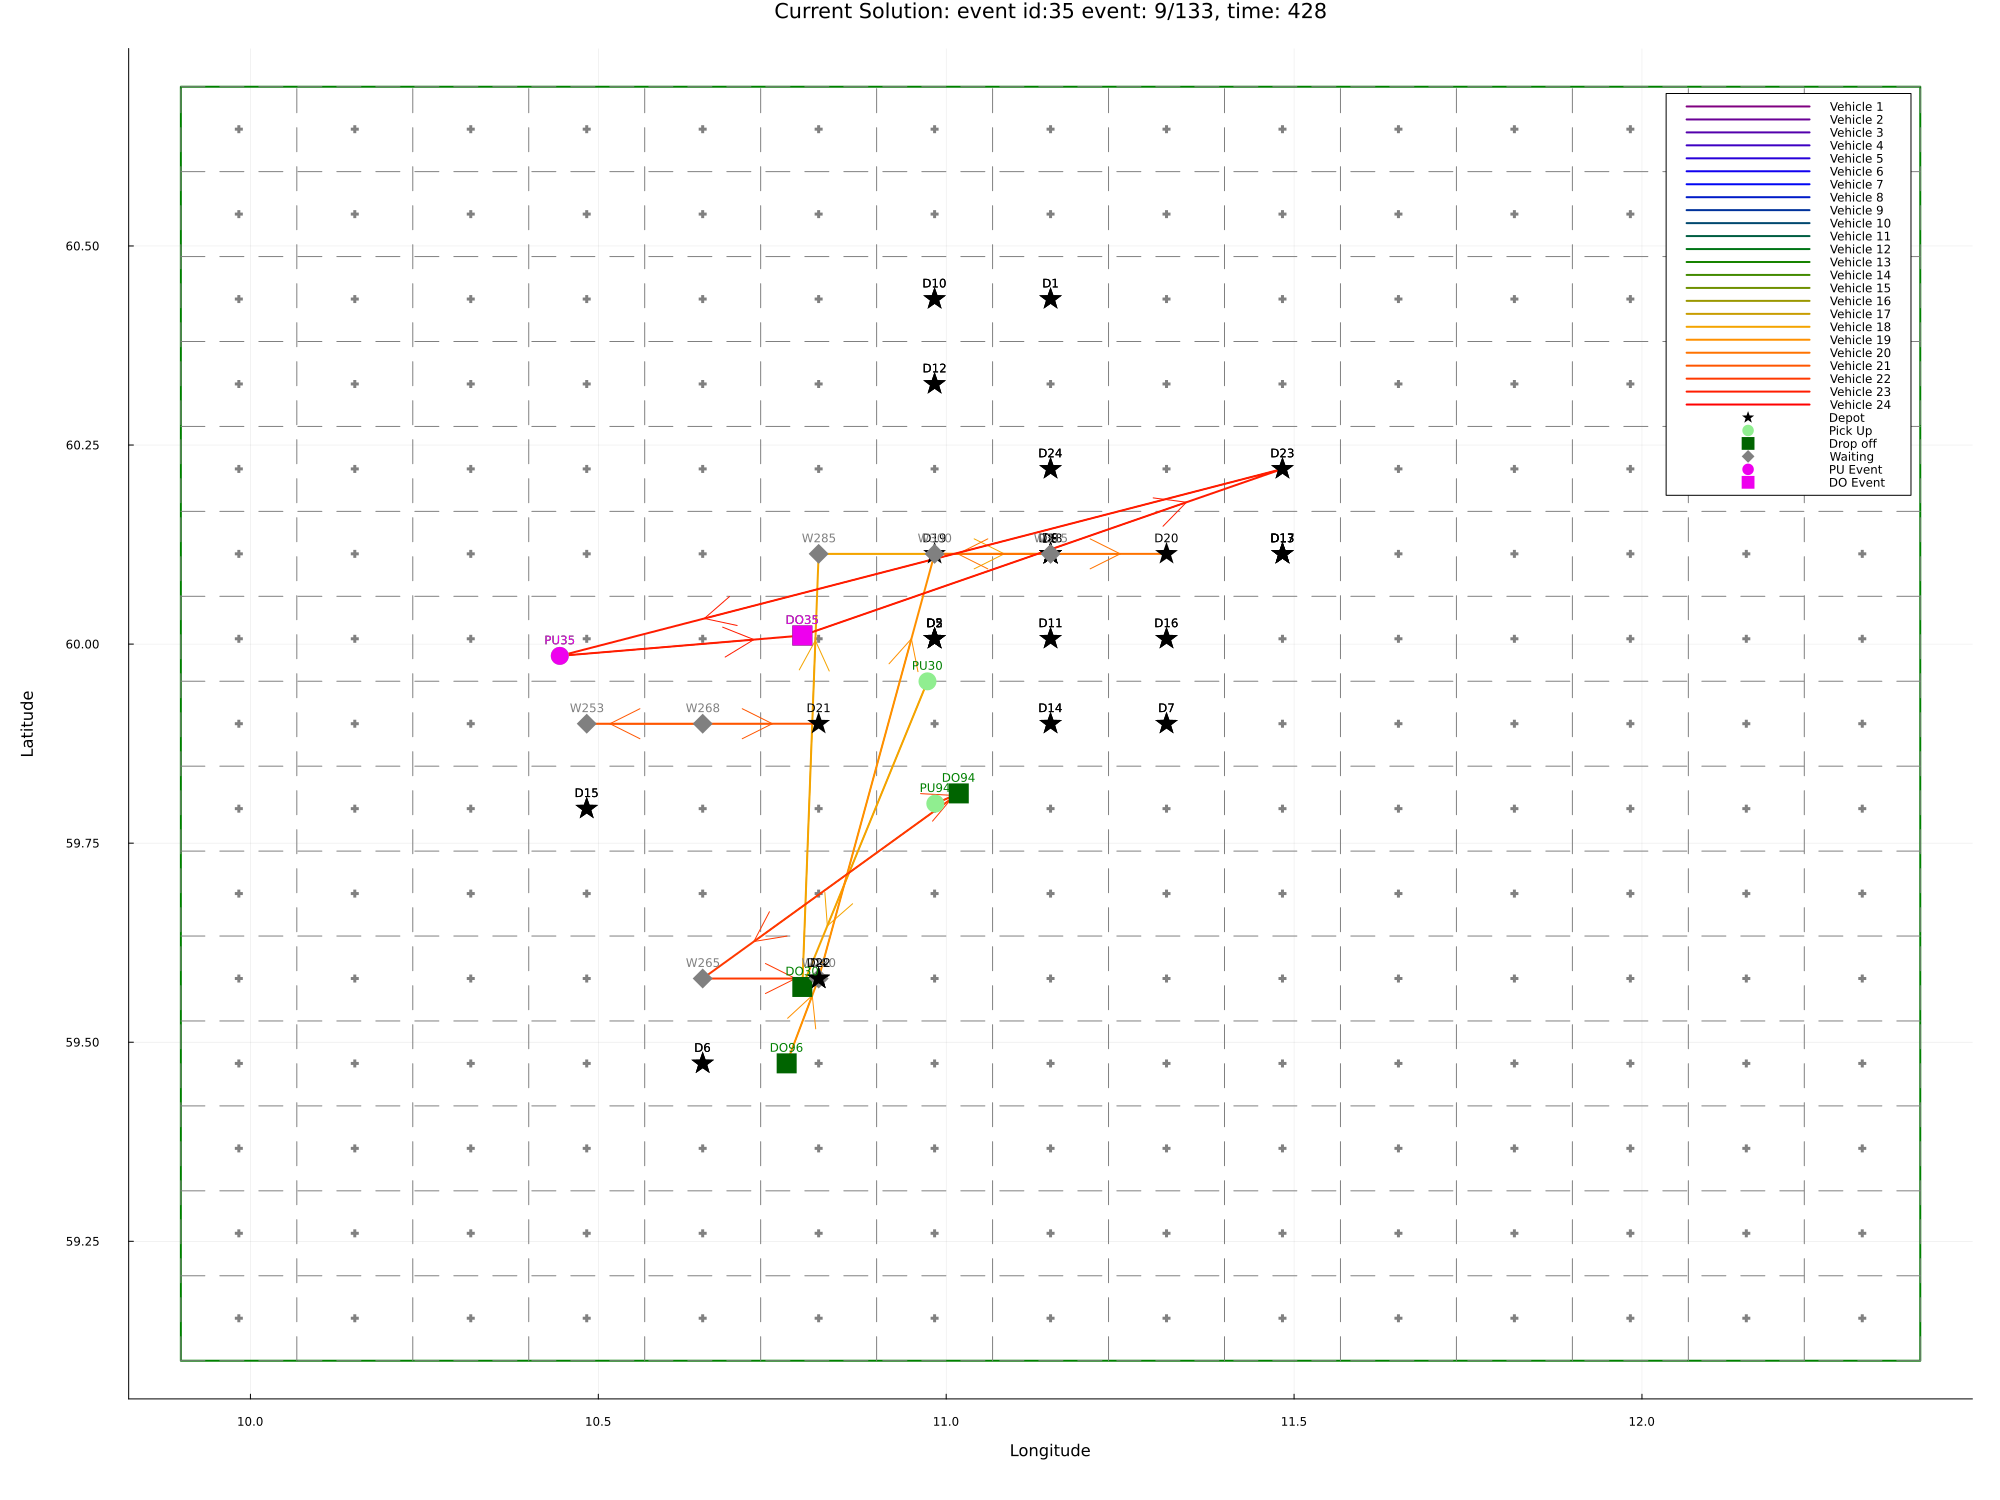 Current Solution: event id:35 event: 9/133, time: 428
Vehicle 1
Vehicle 2
Vehicle 3
Vehicle 4
Vehicle 5
Vehicle 6
Vehicle 7
Vehicle 8
Vehicle 9
Vehicle 10
Vehicle 11
Vehicle 12
Vehicle 13
Vehicle 14
Vehicle 15
Vehicle 16
Vehicle 17
Vehicle 18
Vehicle 19
Vehicle 20
Vehicle 21
Vehicle 22
Vehicle 23
Vehicle 24
Depot
Pick Up
Drop off
Waiting
PU Event
DO Event
60.50
60.25
60.00
59.75
59.50
59.25
Latitude
D10 D1
D12
D24 D23
W285 D19 D20
DO35 D11 D16
PU35
PU30
W253 W268 D21 D14 D7
DO94
PU94
D15
W265 D22
DO30
D6 DO96
10.0 10.5 11.0 11.5 12.0
Longitude